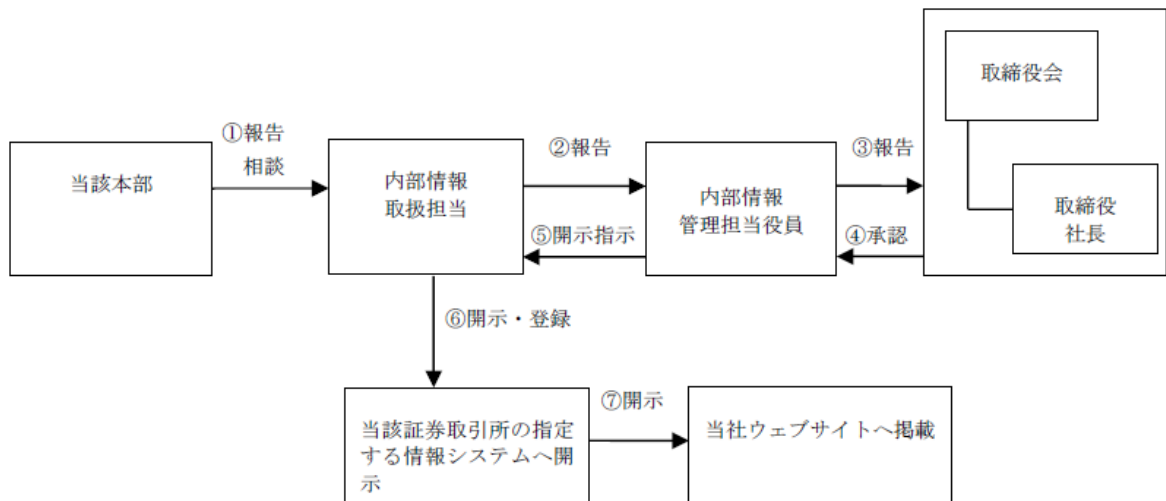 取締役会
①報告
相談
②報告
③報告
当該本部
内部情報
取扱担当
内部情報
管理担当役員
取締役
社長
⑤開示指示
④承認
⑥開示・登録
⑦開示
当該証券取引所の指定
する情報システムへ開
示
当社ウェブサイトへ掲載